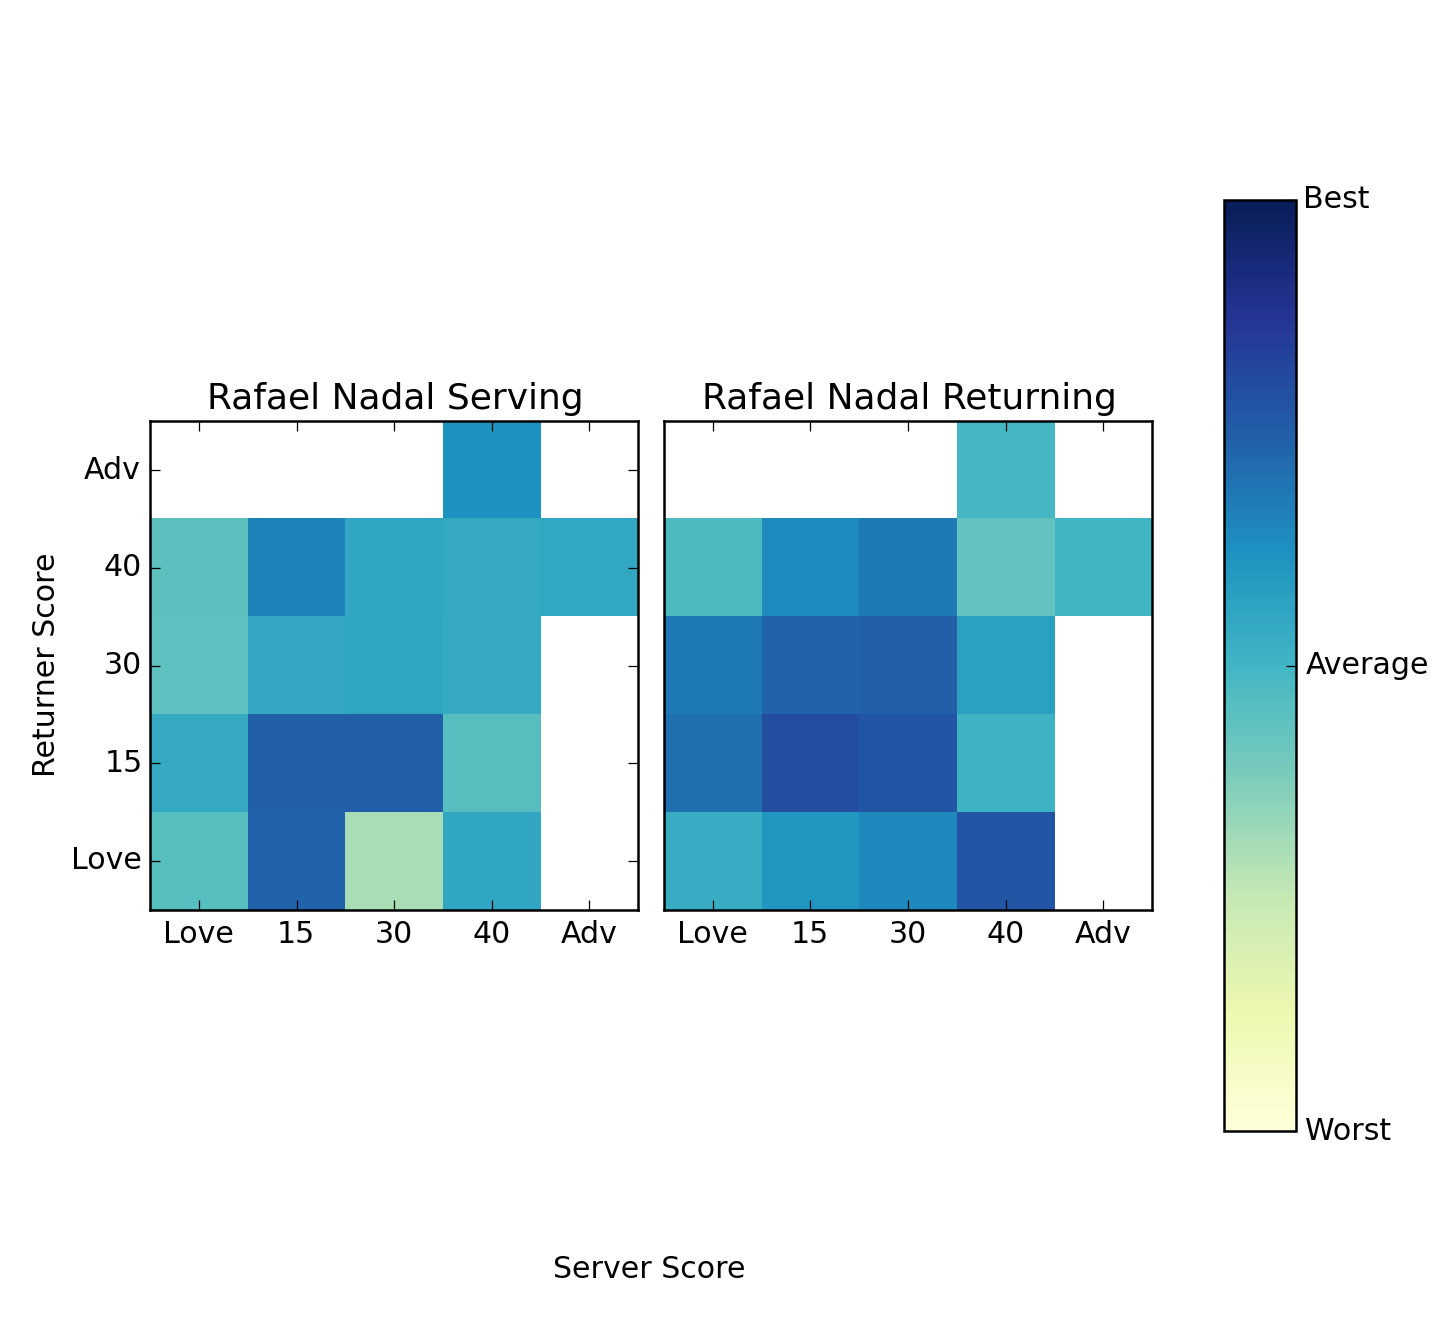 Best
Rafael Nadal Serving
Rafael Nadal Returning
Adv
40
30
15
Love
Returner Score
Average
Love 15 30 40 Adv
Love 15 30 40 Adv
Worst
Server Score